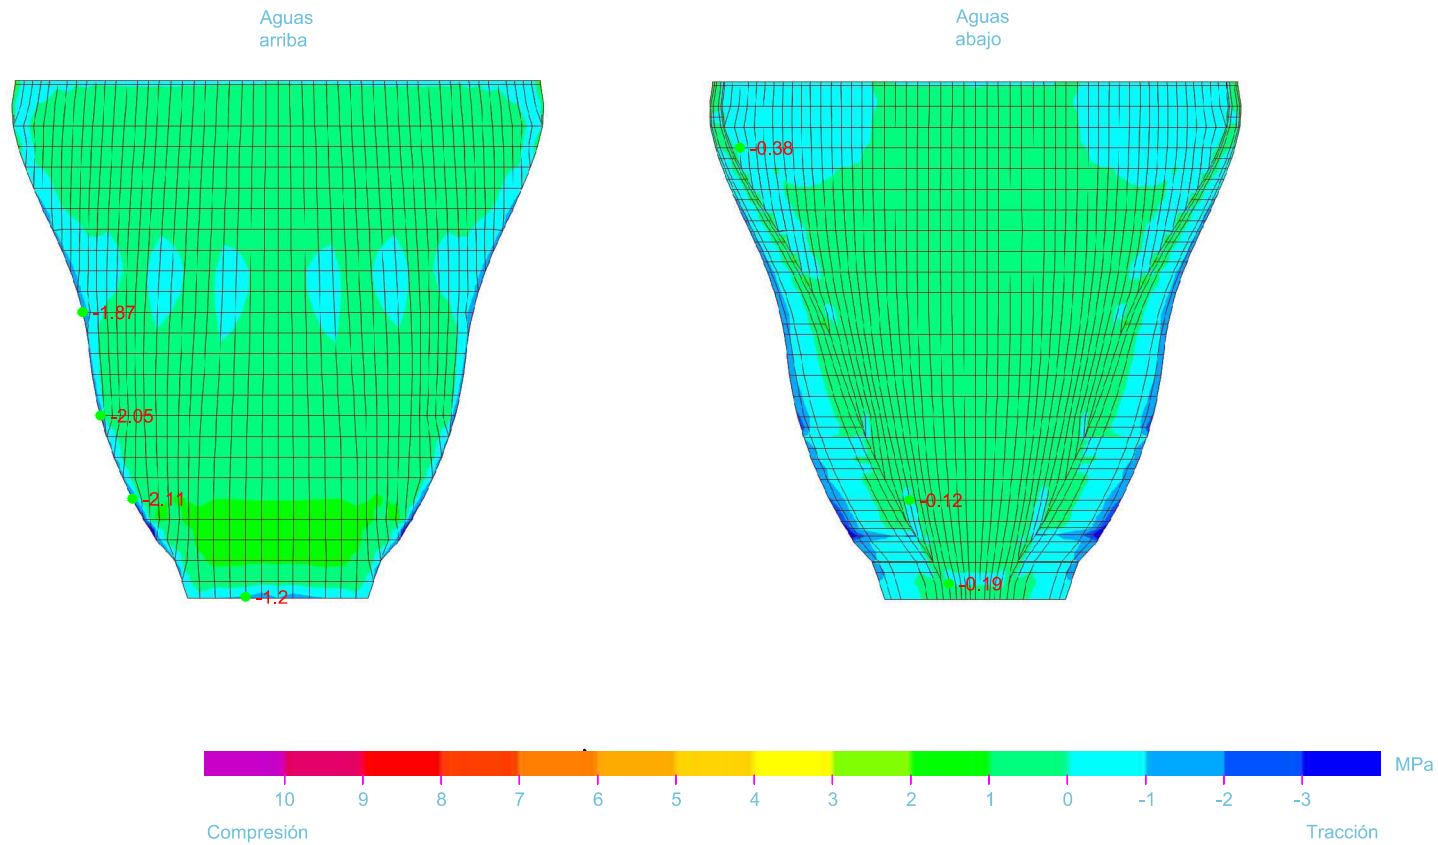 Aguas
arriba
Aguas
abajo
-0.38
-1.87
-2.05
-2.11
-0.12
-1.2
-0.19
MPa
10 9 8 7 6 5 4 3 2 1 0 -1 -2 -3
Compresión Tracción